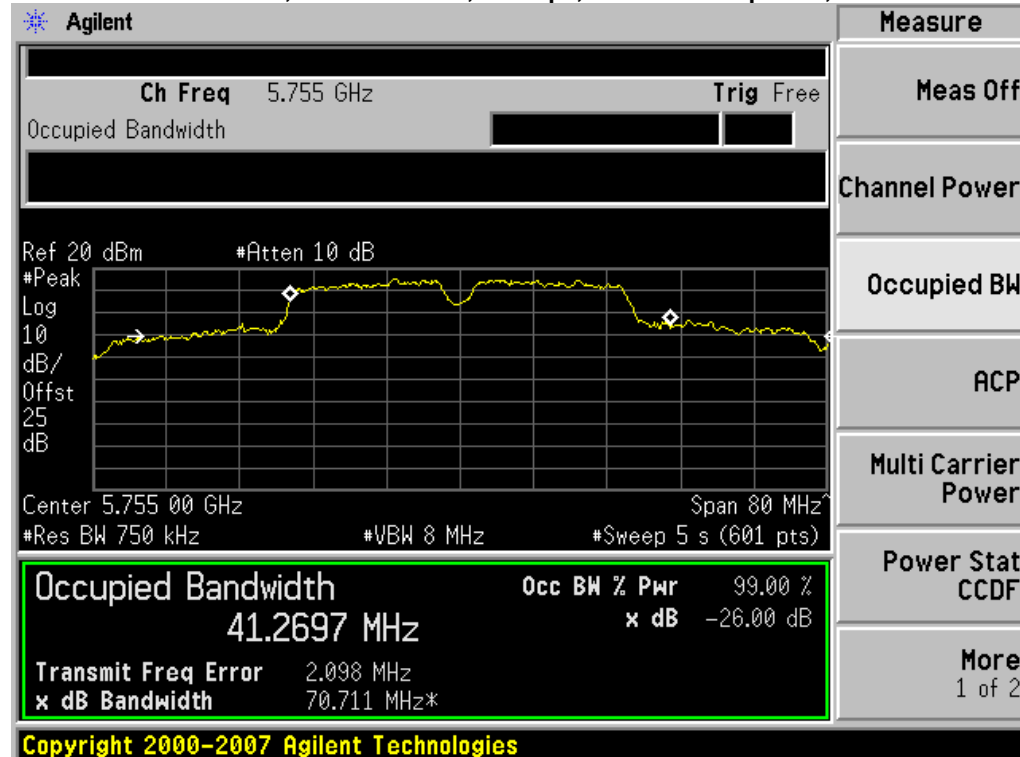 Agilent
Measure
Ch Freq 5.755 GHz Trig Free
Occupied Bandwidth
Meas Off
Channel Power
Occupied BW
ACP
Multi Carrier
Power
Power Stat
CCDF
More
1 of 2
Ref 20 dBm #Atten 10 dB
#Peak
Log
10
dB/
Offst
25
dB
Center 5.755 00 GHz Span 80 MHz^
#Res BW 750 kHz #VBW 8 MHz #Sweep 5 s (601 pts)
Occupied Bandwidth Occ BW % Pwr 99.00 %
41.2697 MHz x dB -26.00 dB
Transmit Freq Error 2.098 MHz
x dB Bandwidth 70.711 MHz*
Copyright 2000-2007 Agilent Technologies